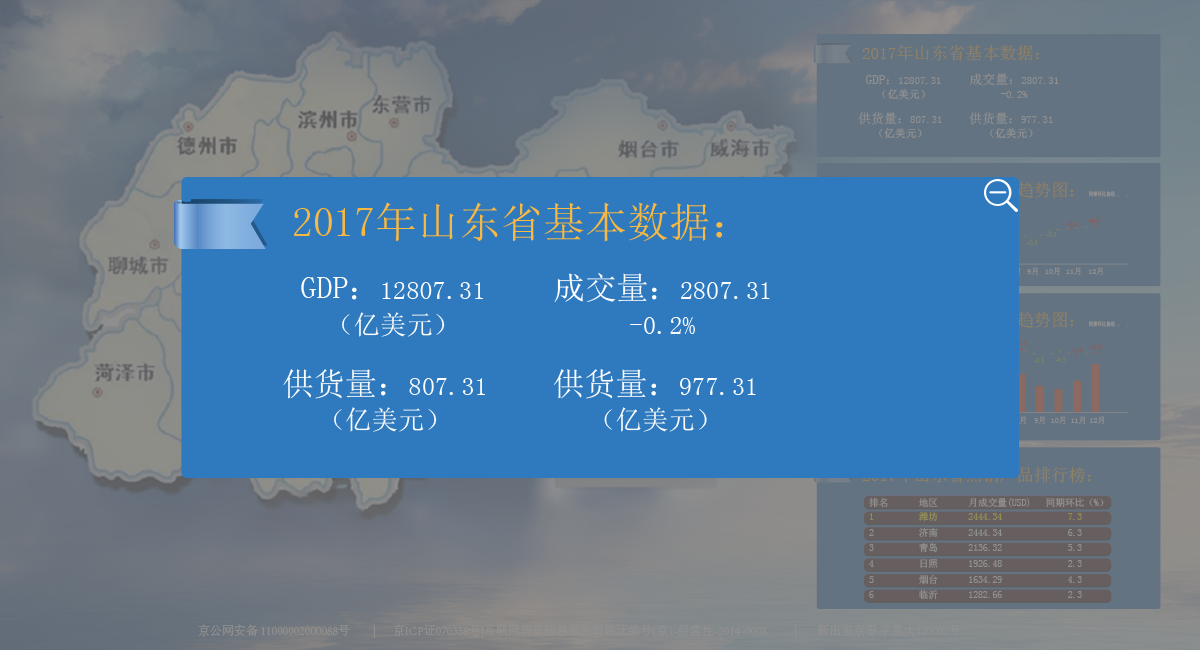 2017年山东省基本数据：
GDP：12807.31
（亿美元）
成交量：2807.31
-0.2%
供货量：807.31
（亿美元）
供货量：977.31
（亿美元）
德州市
滨州市
东营市
烟台市
威海市
聊城市
菏泽市
2017年山东省基本数据：
GDP：12807.31
（亿美元）
成交量：2807.31
-0.2%
供货量：807.31
（亿美元）
供货量：977.31
（亿美元）
趋势图：
月 9月 10月 11月 12月
趋势图：
月 9月 10月 11月 12月
品排行榜：
排名 地区 月成交量(USD) 同期环比（%）
1 潍坊 2444.34 7.3
2 济南 2444.34 6.3
3 青岛 2136.32 5.3
4 日照 1926.48 2.3
5 烟台 1634.29 4.3
6 临沂 1282.66 2.3
京公网安备11000002000088号